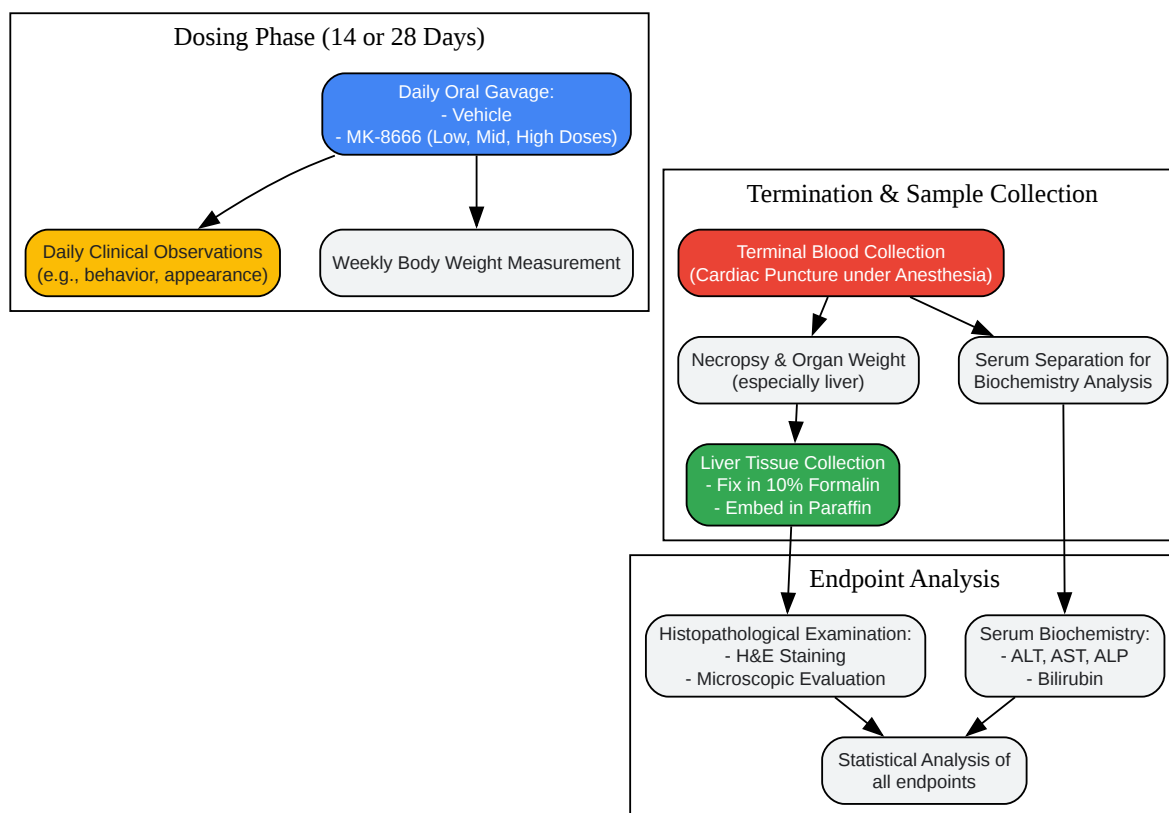 Dosing Phase (14 or 28 Days)
Daily Oral Gavage:
- Vehicle
- MK-8666 (Low, Mid, High Doses)
Daily Clinical Observations
(e.g., behavior, appearance)
Weekly Body Weight Measurement
Termination & Sample Collection
Terminal Blood Collection
(Cardiac Puncture under Anesthesia)
Necropsy & Organ Weight
(especially liver)
Serum Separation for
Biochemistry Analysis
Liver Tissue Collection
- Fix in 10% Formalin
- Embed in Paraffin
Endpoint Analysis
Histopathological Examination:
- H&E Staining
- Microscopic Evaluation
Serum Biochemistry:
- ALT, AST, ALP
- Bilirubin
Statistical Analysis of
all endpoints